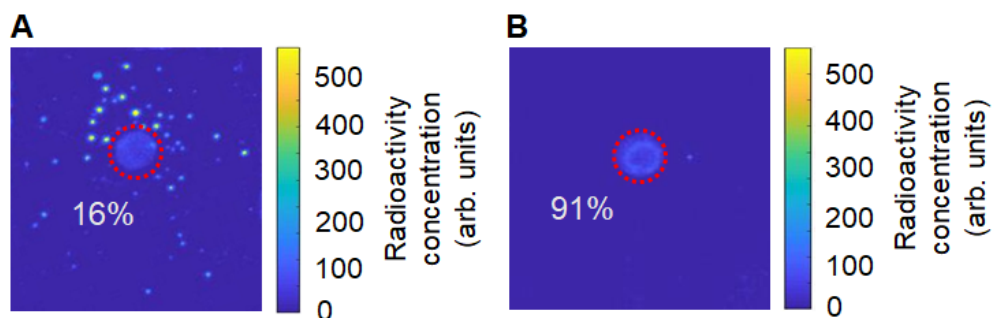 A
500
400
300
200
100
0
Radioactivity
concentration
(arb. units)
16%
B
500
400
300
200
100
0
Radioactivity
concentration
(arb. units)
91%